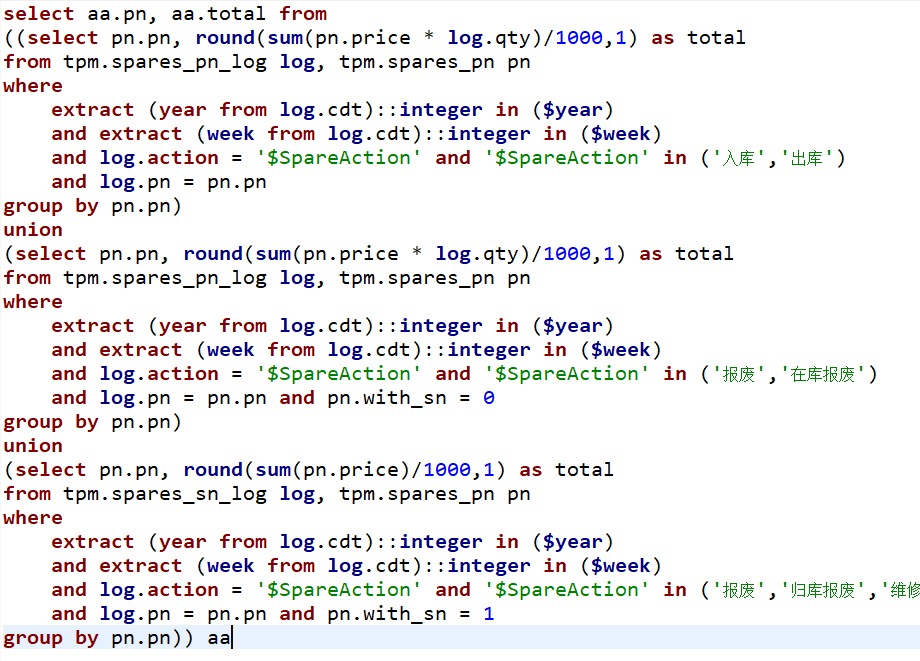 select aa.pn, aa.total from
((select pn.pn, round(sum(pn.price * log.qty)/1000,1) as total
from tpm.spares_pn_log log, tpm.spares_pn pn
where
    extract (year from log.cdt)::integer in ($year)
    and extract (week from log.cdt)::integer in ($week)
    and log.action = '$SpareAction' and '$SpareAction' in ('入库','出库')
    and log.pn = pn.pn
group by pn.pn)
union
(select pn.pn, round(sum(pn.price * log.qty)/1000,1) as total
from tpm.spares_pn_log log, tpm.spares_pn pn
where
    extract (year from log.cdt)::integer in ($year)
    and extract (week from log.cdt)::integer in ($week)
    and log.action = '$SpareAction' and '$SpareAction' in ('报废','在库报废')
    and log.pn = pn.pn and pn.with_sn = 0
group by pn.pn)
union
(select pn.pn, round(sum(pn.price)/1000,1) as total
from tpm.spares_sn_log log, tpm.spares_pn pn
where
    extract (year from log.cdt)::integer in ($year)
    and extract (week from log.cdt)::integer in ($week)
    and log.action = '$SpareAction' and '$SpareAction' in ('报废','归库报废','维修
    and log.pn = pn.pn and pn.with_sn = 1
group by pn.pn)) aa